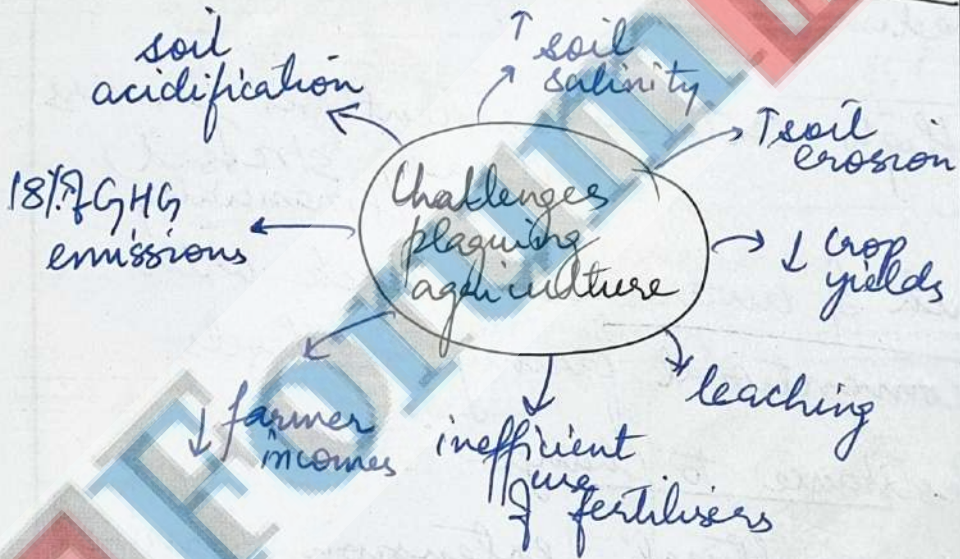 soil
acidification
↑ soil
salinity
↑ soil
erosion
18% of GHG
emissions
Challenges
plaguing
agriculture
↓ crop
yields
leaching
↓ farmer
incomes
inefficient
use
of fertilisers
Forum